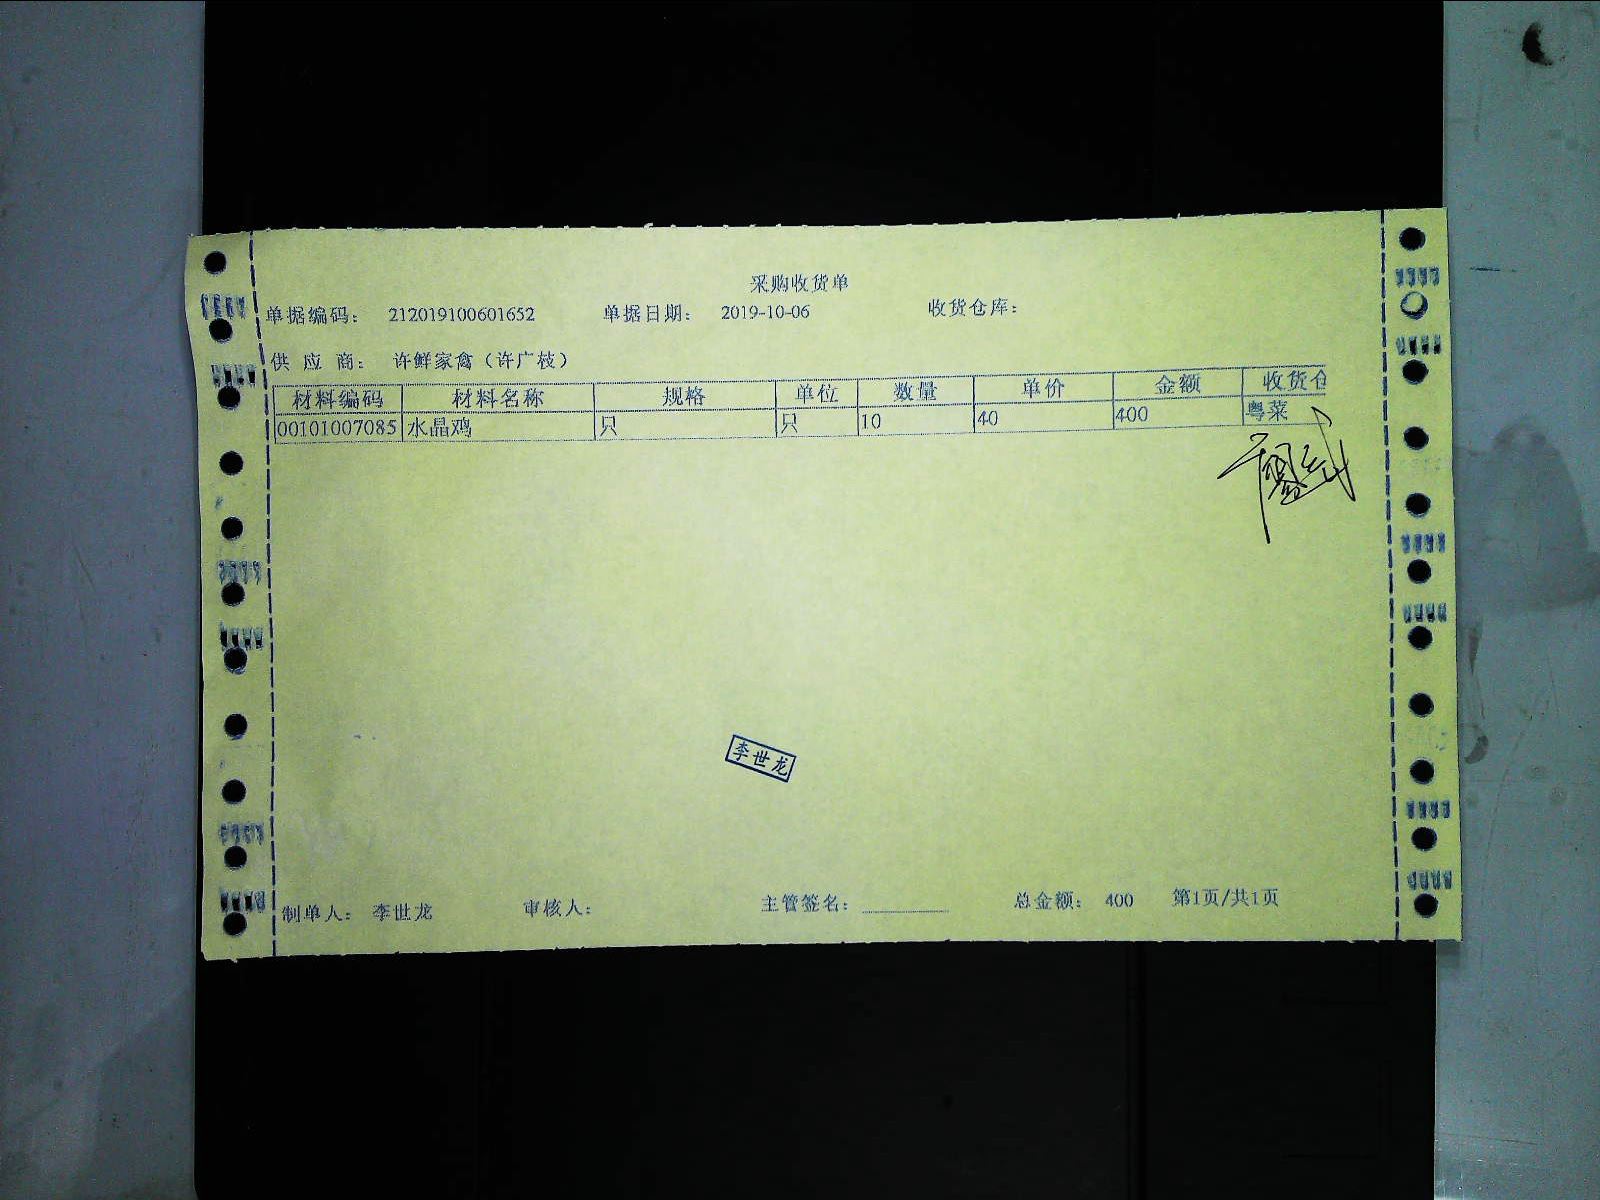 采购收货单
单据编码： 212019100601652 单据日期： 2019-10-06 收货仓库：
供 应 商： 许鲜家禽（许广枝）
材料编码 材料名称 规格 单位 数量 单价 金额 收货仓
00101007085 水晶鸡 只 只 10 40 400 粤菜
李世龙
制单人： 李世龙 审核人： 主管签名： 总金额： 400 第1页/共1页